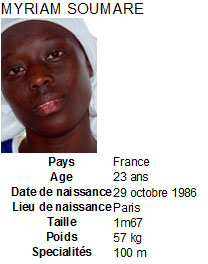 MYRIAM SOUMARE
Pays France
Age 23 ans
Date de naissance 29 octobre 1986
Lieu de naissance Paris
Taille 1m67
Poids 57 kg
Specialités 100 m